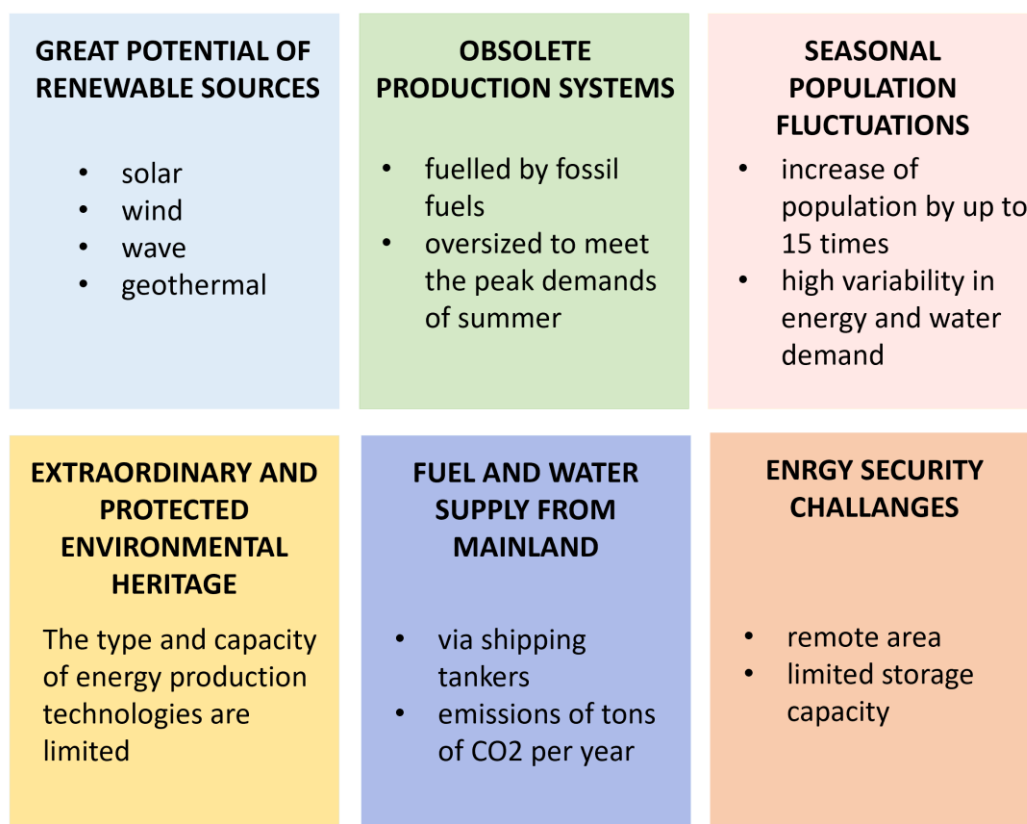 GREAT POTENTIAL OF
RENEWABLE SOURCES
• solar
• wind
• wave
• geothermal
OBSOLETE
PRODUCTION SYSTEMS
• fuelled by fossil
fuels
• oversized to meet
the peak demands
of summer
SEASONAL
POPULATION
FLUCTUATIONS
• increase of
population by up to
15 times
• high variability in
energy and water
demand
EXTRAORDINARY AND
PROTECTED
ENVIRONMENTAL
HERITAGE
The type and capacity
of energy production
technologies are
limited
FUEL AND WATER
SUPPLY FROM
MAINLAND
• via shipping
tankers
• emissions of tons
of CO2 per year
ENRGY SECURITY
CHALLANGES
• remote area
• limited storage
capacity